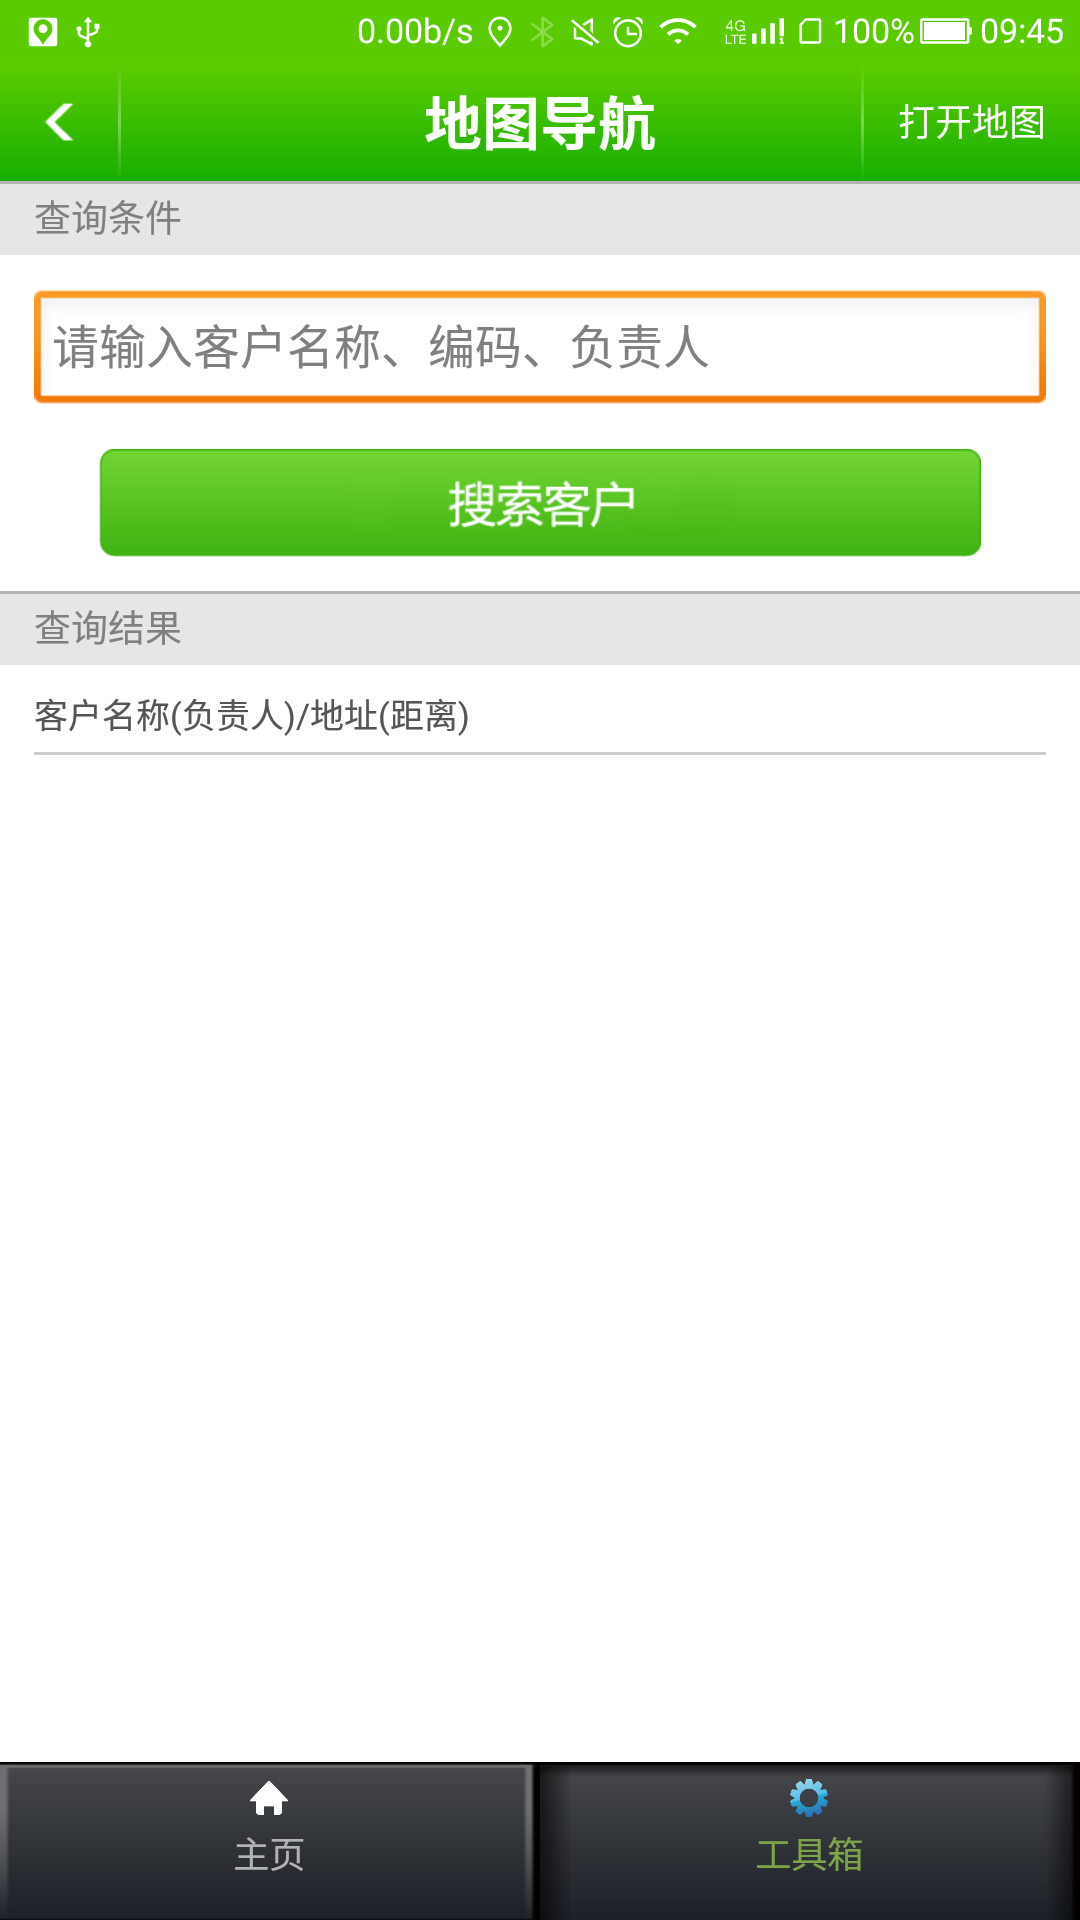 0.00b/s 4G LTE 1 100% 09:45
地图导航 打开地图
查询条件
请输入客户名称、编码、负责人
搜索客户
查询结果
客户名称(负责人)/地址(距离)
主页 工具箱